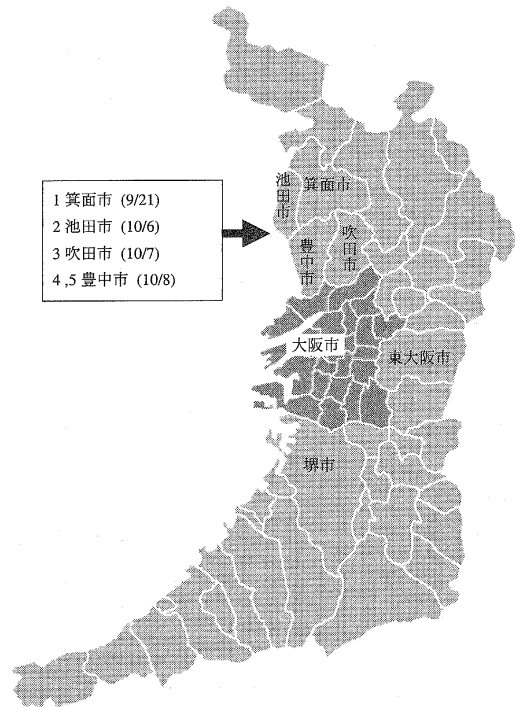 1 箕面市 (9/21)
2 池田市 (10/6)
3 吹田市 (10/7)
4 ,5 豊中市 (10/8)
池田市
箕面市
豊中市
吹田市
大阪市
東大阪市
堺市